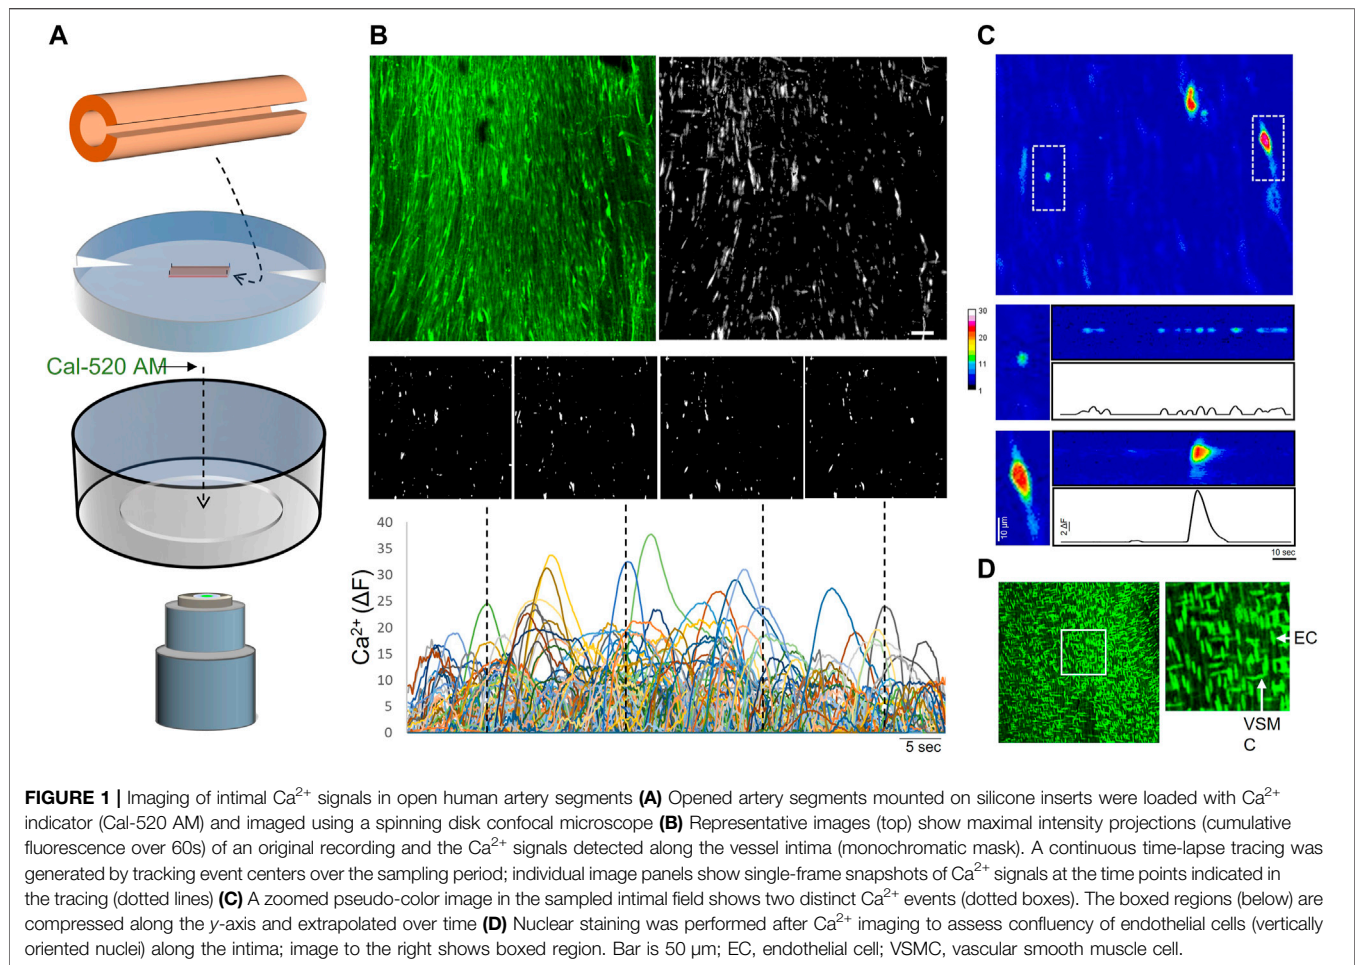 A
B
C
Cal-520 AM
30
20
11
1
10 µm
2 ΔF
10 sec
Ca²⁺ (ΔF)
40
35
30
25
20
15
10
5
0
5 sec
D
EC
VSM
C
FIGURE 1 | Imaging of intimal Ca²⁺ signals in open human artery segments (A) Opened artery segments mounted on silicone inserts were loaded with Ca²⁺
indicator (Cal-520 AM) and imaged using a spinning disk confocal microscope (B) Representative images (top) show maximal intensity projections (cumulative
fluorescence over 60s) of an original recording and the Ca²⁺ signals detected along the vessel intima (monochromatic mask). A continuous time-lapse tracing was
generated by tracking event centers over the sampling period; individual image panels show single-frame snapshots of Ca²⁺ signals at the time points indicated in
the tracing (dotted lines) (C) A zoomed pseudo-color image in the sampled intimal field shows two distinct Ca²⁺ events (dotted boxes). The boxed regions (below) are
compressed along the y-axis and extrapolated over time (D) Nuclear staining was performed after Ca²⁺ imaging to assess confluency of endothelial cells (vertically
oriented nuclei) along the intima; image to the right shows boxed region. Bar is 50 µm; EC, endothelial cell; VSMC, vascular smooth muscle cell.